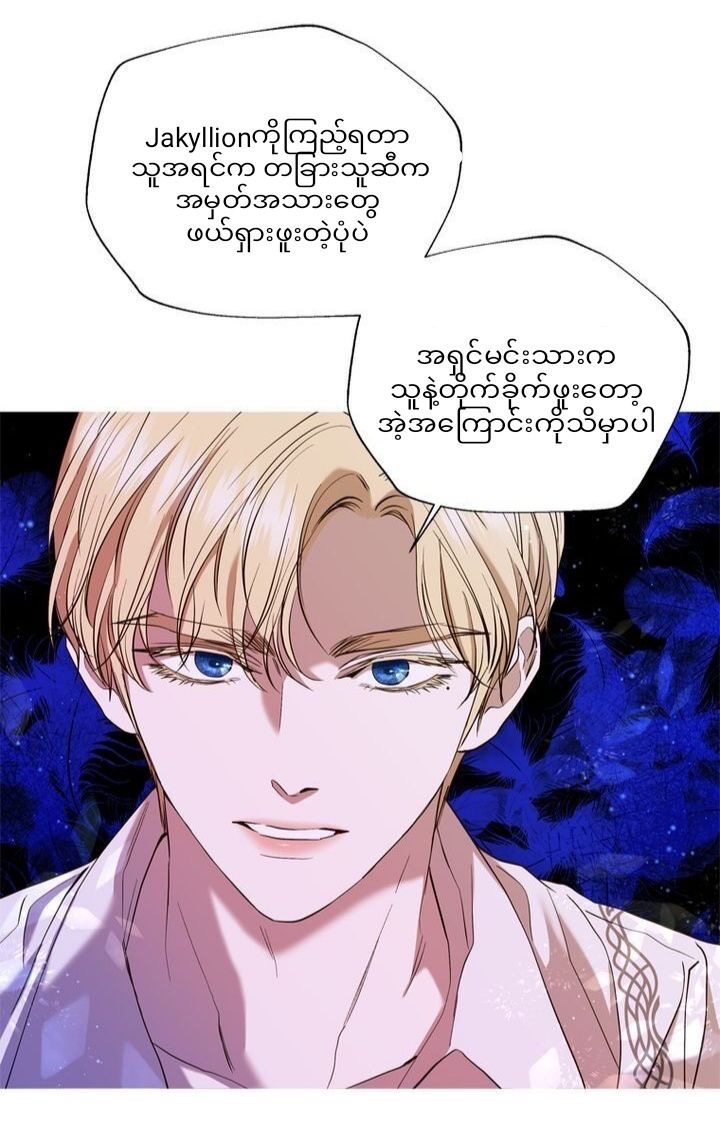 Jakyllionကိုကြည့်ရတာ
သူအရင်က တခြားသူဆီက
အမှတ်အသားတွေ
ဖယ်ရှားဖူးတဲ့ပုံပဲ
အရှင်မင်းသားက
သူနဲ့တိုက်ခိုက်ဖူးတော့
အဲ့အကြောင်းကိုသိမှာပါ